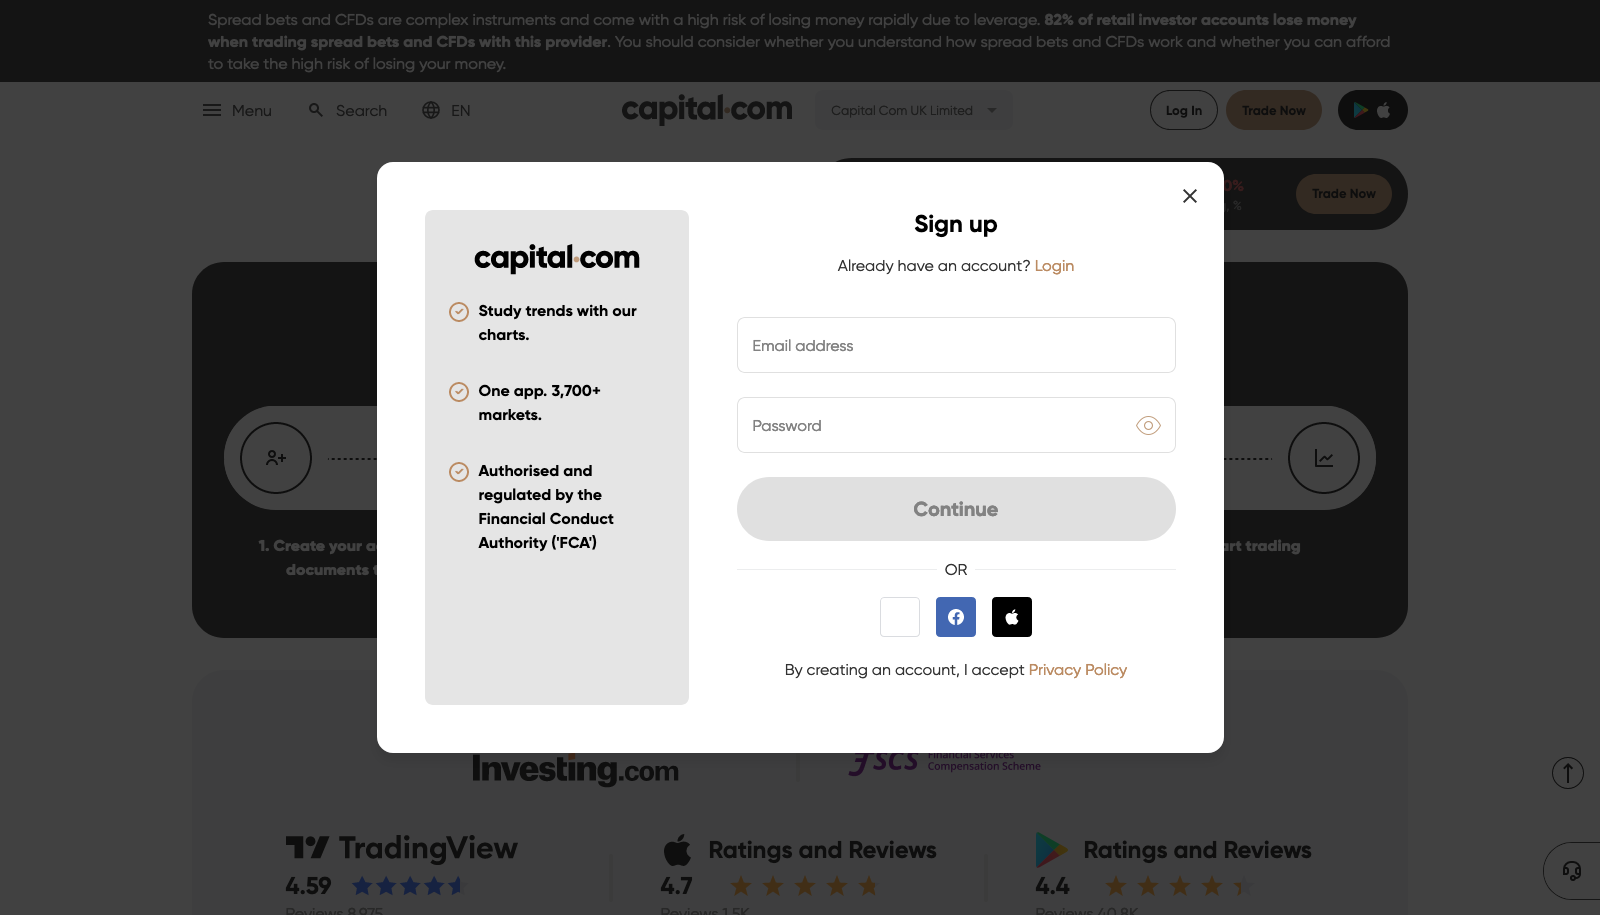 Spread bets and CFDs are complex instruments and come with a high risk of losing money rapidly due to leverage. 82% of retail investor accounts lose money
when trading spread bets and CFDs with this provider. You should consider whether you understand how spread bets and CFDs work and whether you can afford
to take the high risk of losing your money.
Menu
Search
EN
capital.com
Capital Com UK Limited
Log In
Trade Now
0%
%
Trade Now
capital.com
Study trends with our
charts.
One app. 3,700+
markets.
Authorised and
regulated by the
Financial Conduct
Authority ('FCA')
Sign up
Already have an account? Login
Email address
Password
Continue
OR
By creating an account, I accept Privacy Policy
1. Create your a
documents t
art trading
Investing.com
FSCS
Financial Services
Compensation Scheme
TradingView
4.59
Reviews 8,975
Ratings and Reviews
4.7
Reviews 1.5K
Ratings and Reviews
4.4
Reviews 40.8K